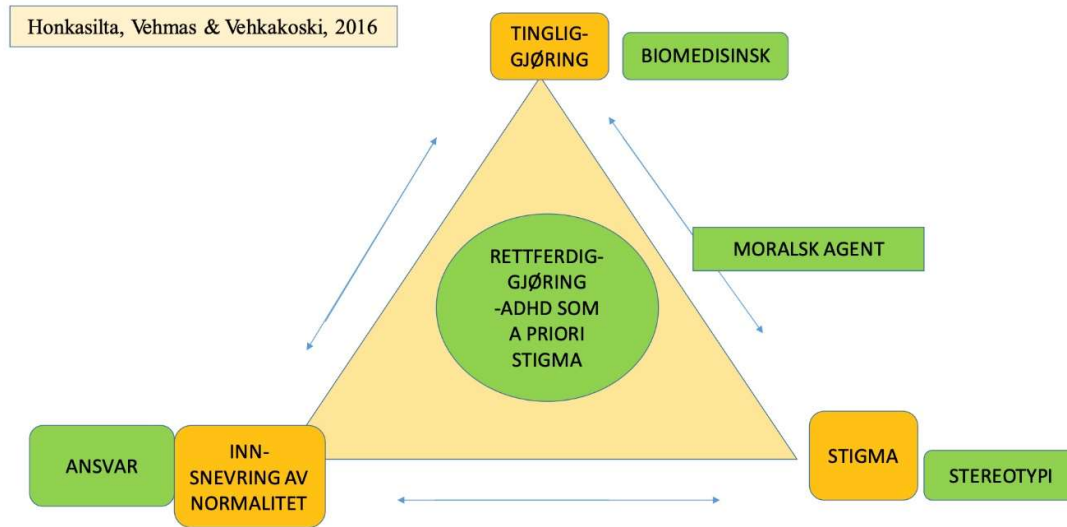 Honkasilta, Vehmas & Vehkakoski, 2016
TINGLIG-
GJØRING
BIOMEDISINSK
MORALSK AGENT
RETTFERDIG-
GJØRING
-ADHD SOM
A PRIORI
STIGMA
ANSVAR
INN-
SNEVRING AV
NORMALITET
STIGMA
STEREOTYPI